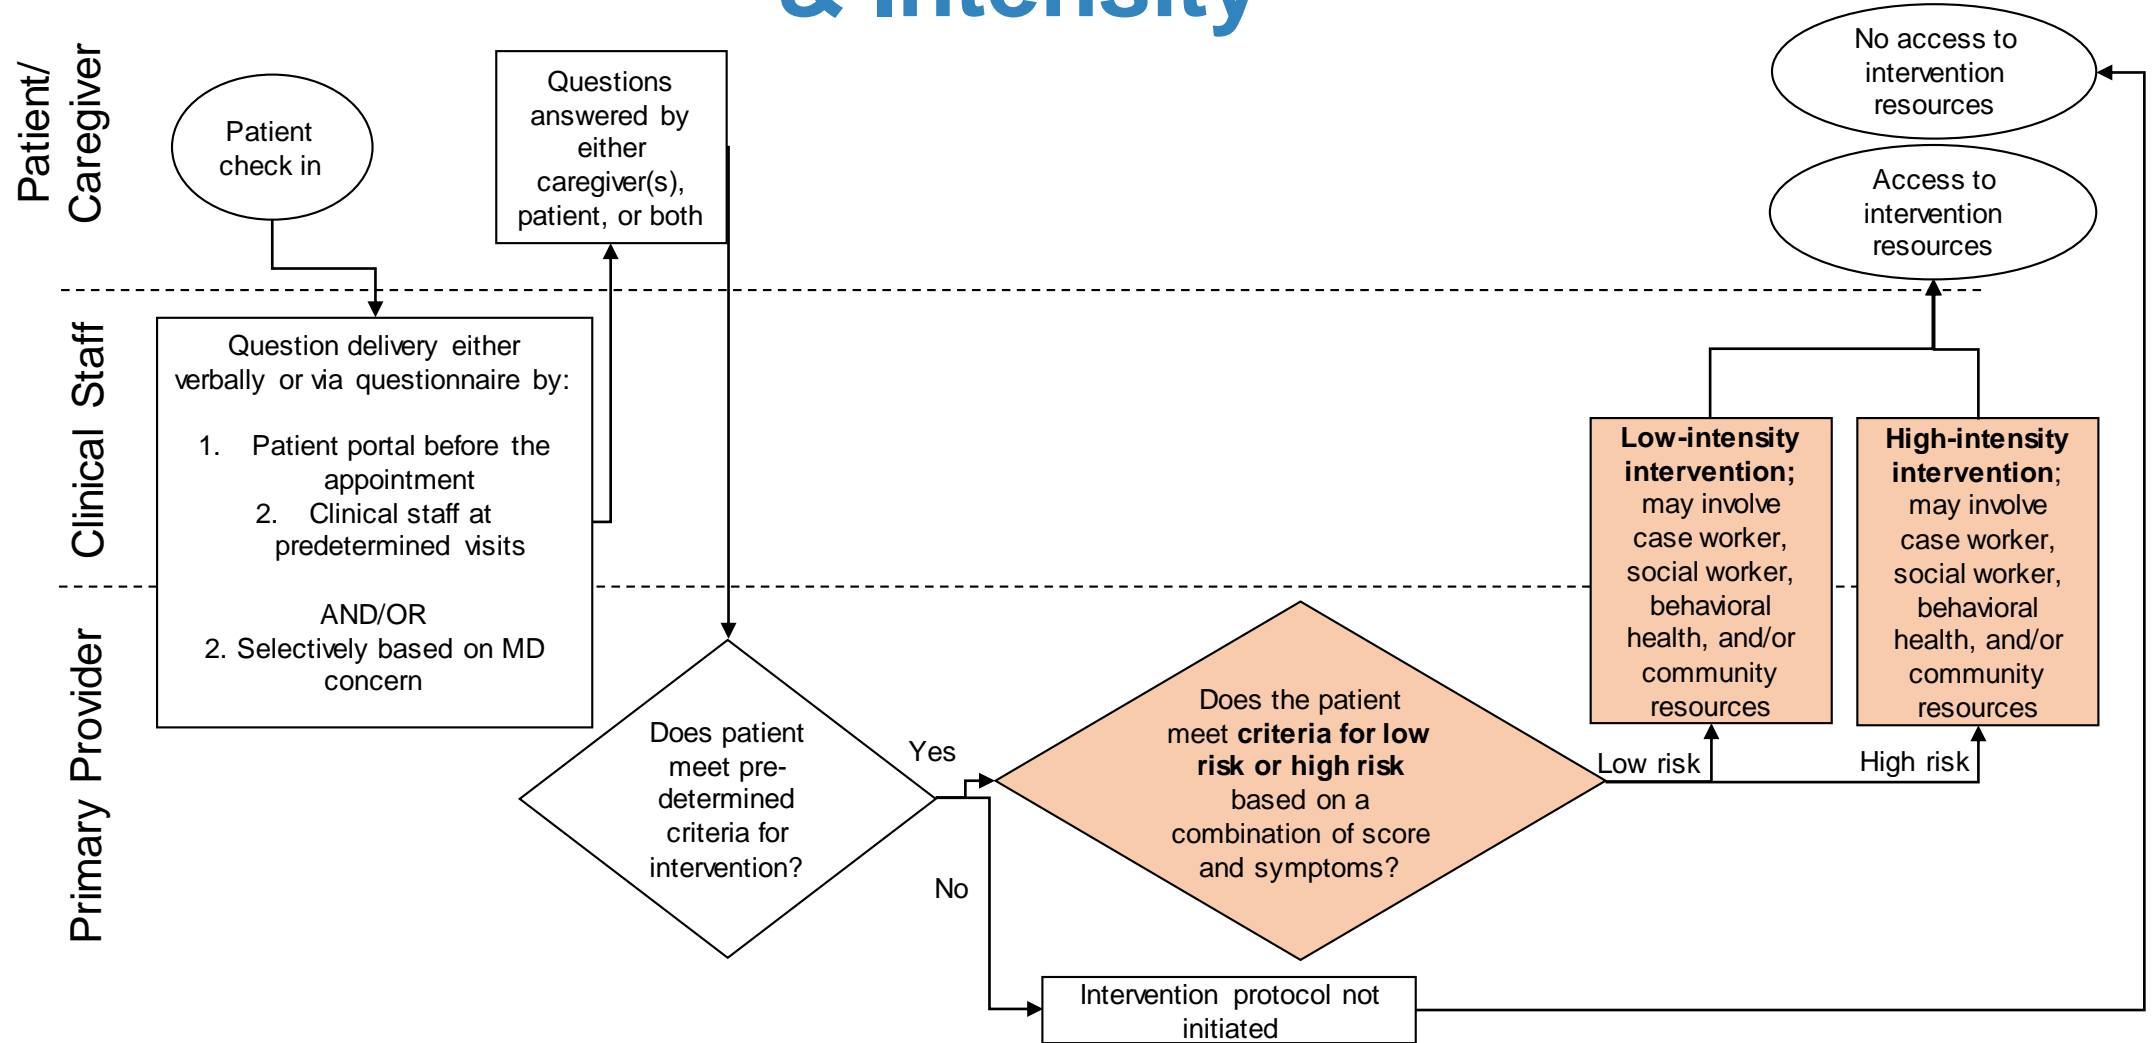 & Intensity
Patient/
Caregiver
Patient
check in
Questions
answered by
either
caregiver(s),
patient, or both
No access to
intervention
resources
Access to
intervention
resources
Clinical Staff
Question delivery either
verbally or via questionnaire by:
1. Patient portal before the
appointment
2. Clinical staff at
predetermined visits
AND/OR
2. Selectively based on MD
concern
Low-intensity
intervention;
may involve
case worker,
social worker,
behavioral
health, and/or
community
resources
High-intensity
intervention;
may involve
case worker,
social worker,
behavioral
health, and/or
community
resources
Primary Provider
Does patient
meet pre-
determined
criteria for
intervention?
Yes
No
Does the patient
meet criteria for low
risk or high risk
based on a
combination of score
and symptoms?
Low risk
High risk
Intervention protocol not
initiated